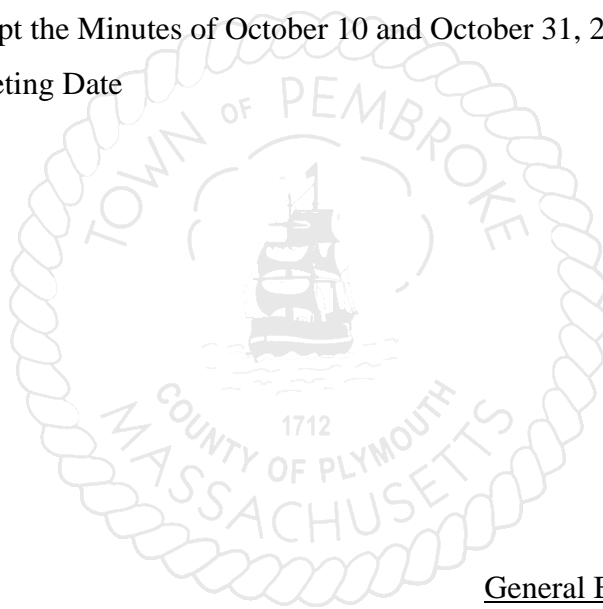 pt the Minutes of October 10 and October 31, 2
eting Date
TOWN OF PEMBROKE
COUNTY OF PLYMOUTH
1712
MASSACHUSETTS
General